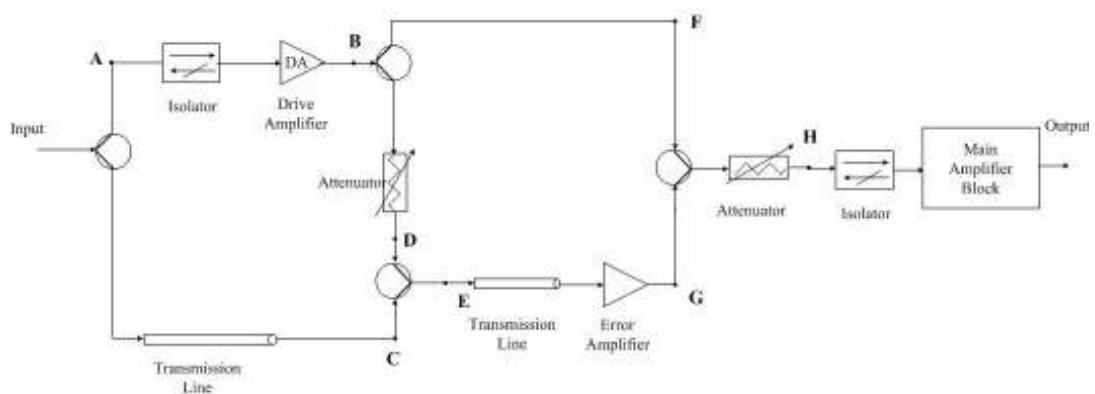 F
A
B
DA
Isolator
Drive
Amplifier
Input
H
Output
Main
Amplifier
Block
Attenuator
Attenuator
Isolator
D
E
G
Transmission
Line
Error
Amplifier
C
Transmission
Line